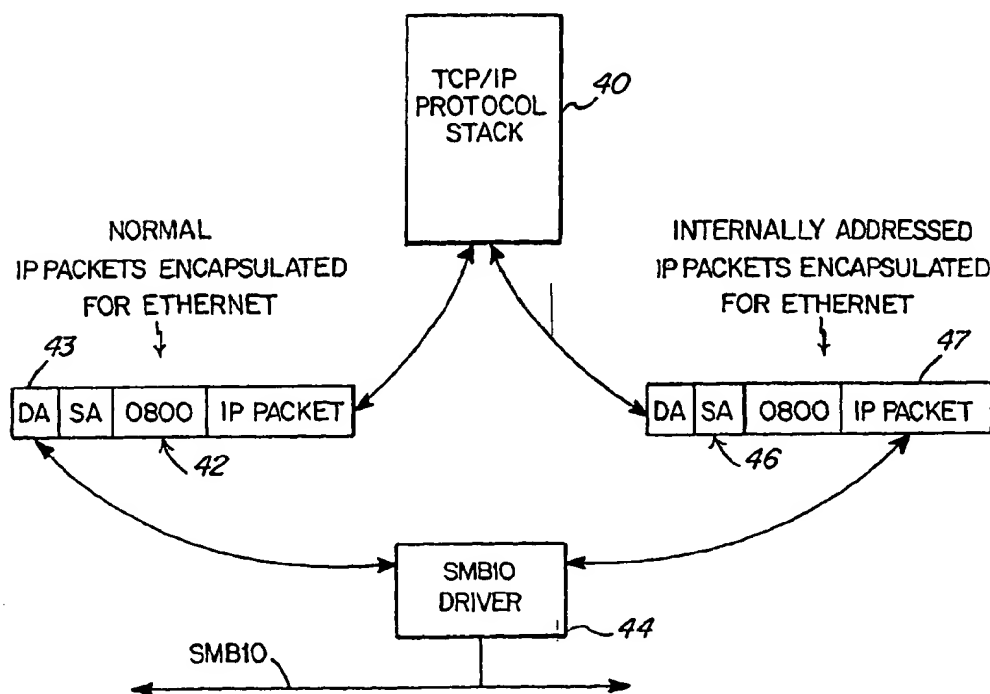 TCP/IP
PROTOCOL
STACK
40
NORMAL
IP PACKETS ENCAPSULATED
FOR ETHERNET
INTERNALLY ADDRESSED
IP PACKETS ENCAPSULATED
FOR ETHERNET
43
47
DA SA 0800 IP PACKET
DA SA 0800 IP PACKET
42
46
SMB10
DRIVER
44
SMB10